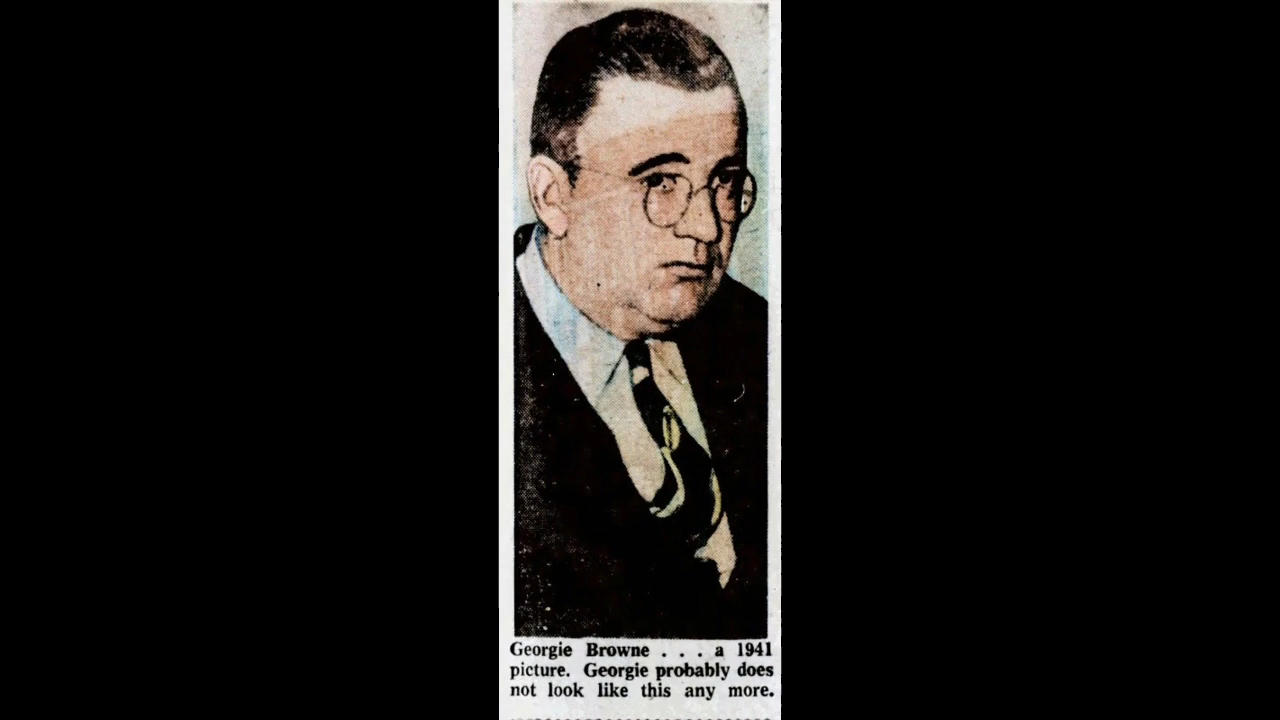 Georgie Browne . . . a 1941
picture. Georgie probably does
not look like this any more.